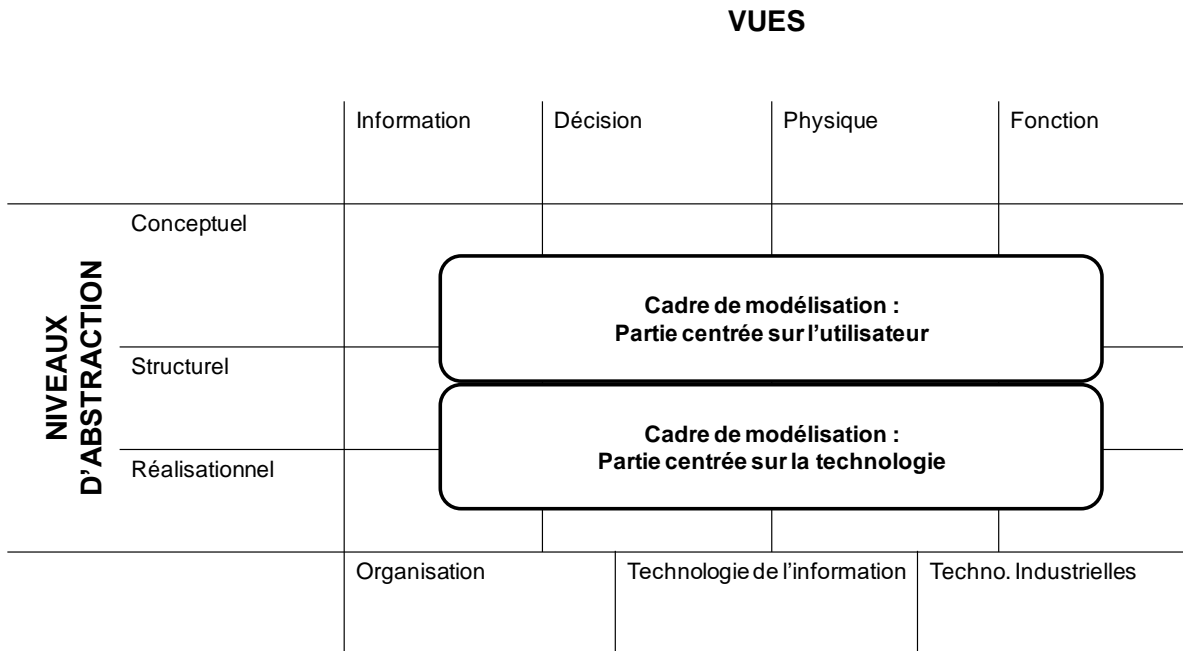 VUES
Information
Décision
Physique
Fonction
NIVEAUX
D'ABSTRACTION
Conceptuel
Cadre de modélisation :
Partie centrée sur l'utilisateur
Structurel
Cadre de modélisation :
Partie centrée sur la technologie
Réalisationnel
Organisation
Technologie de l'information
Techno. Industrielles